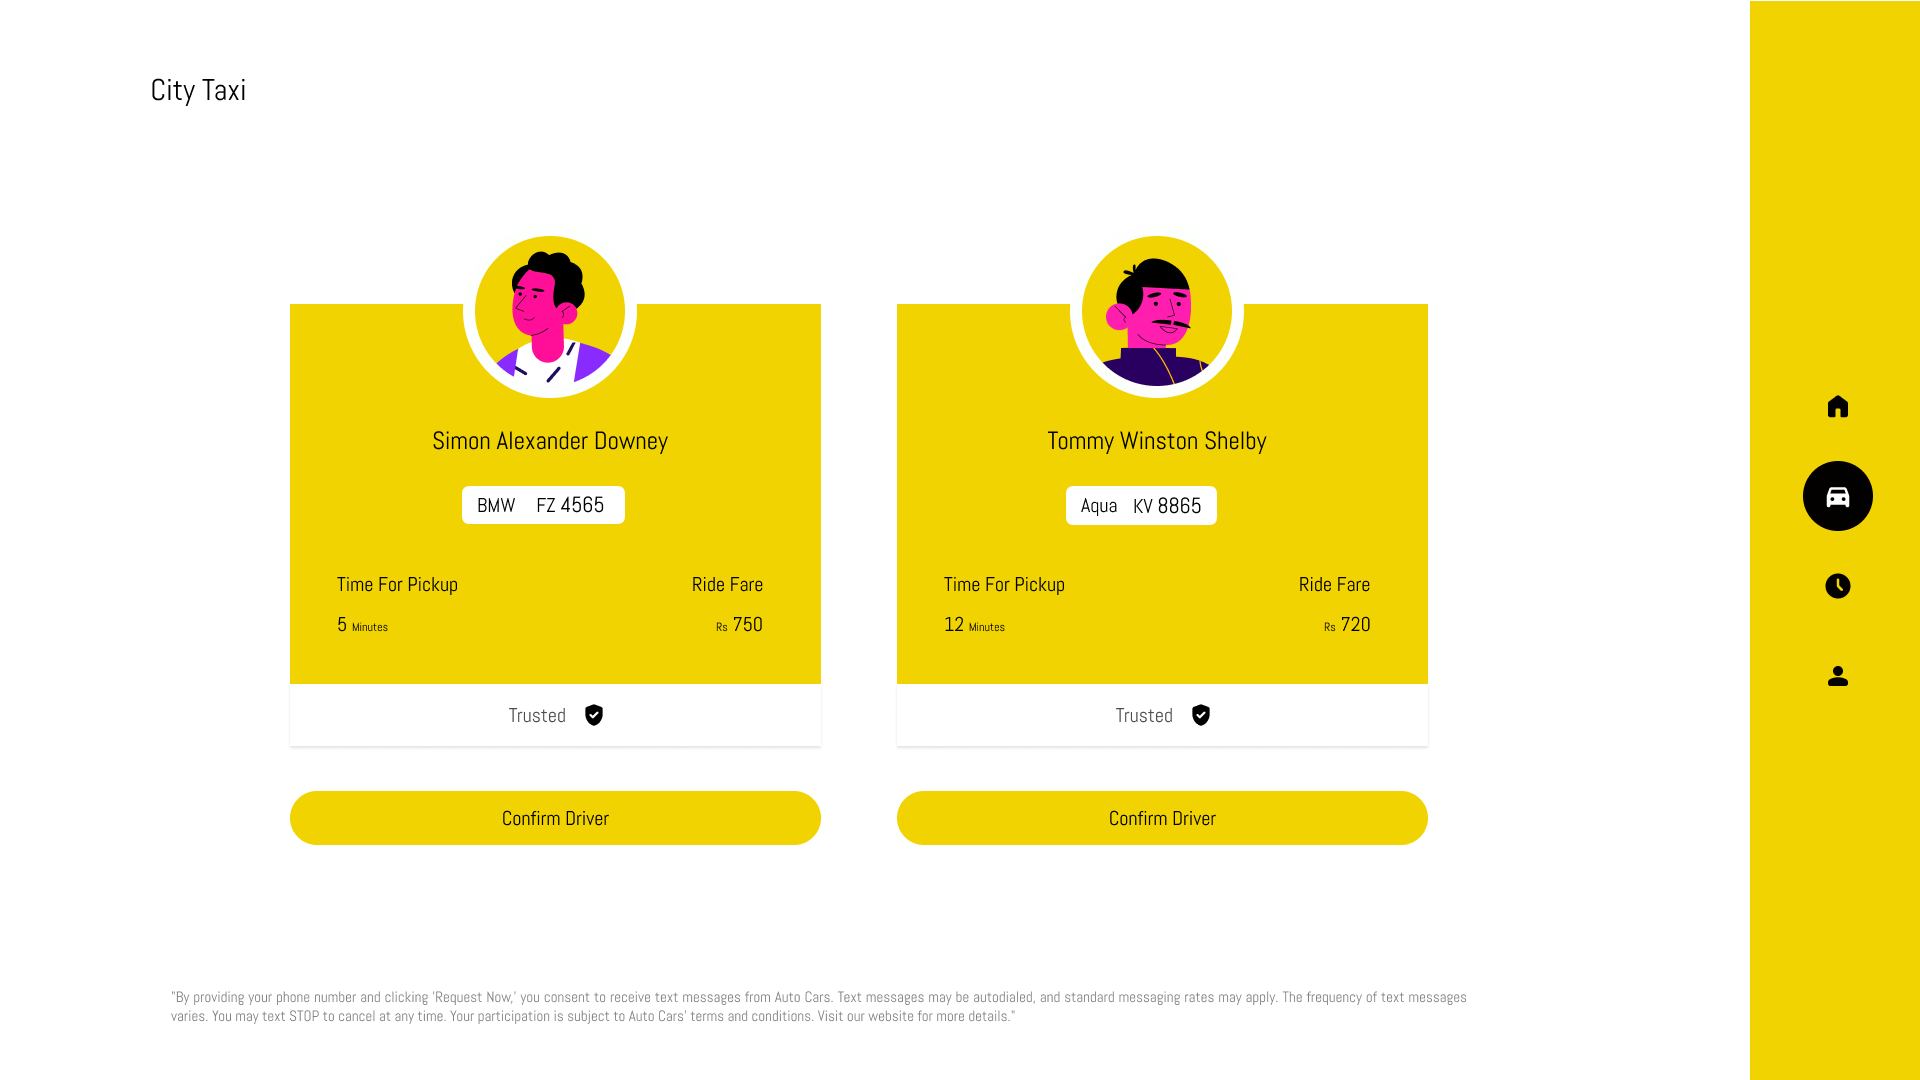 City Taxi
Simon Alexander Downey
BMW FZ 4565
Time For Pickup Ride Fare
5 Minutes Rs 750
Trusted
Confirm Driver
Tommy Winston Shelby
Aqua KV 8865
Time For Pickup Ride Fare
12 Minutes Rs 720
Trusted
Confirm Driver
"By providing your phone number and clicking 'Request Now,' you consent to receive text messages from Auto Cars. Text messages may be autodialed, and standard messaging rates may apply. The frequency of text messages
varies. You may text STOP to cancel at any time. Your participation is subject to Auto Cars' terms and conditions. Visit our website for more details."